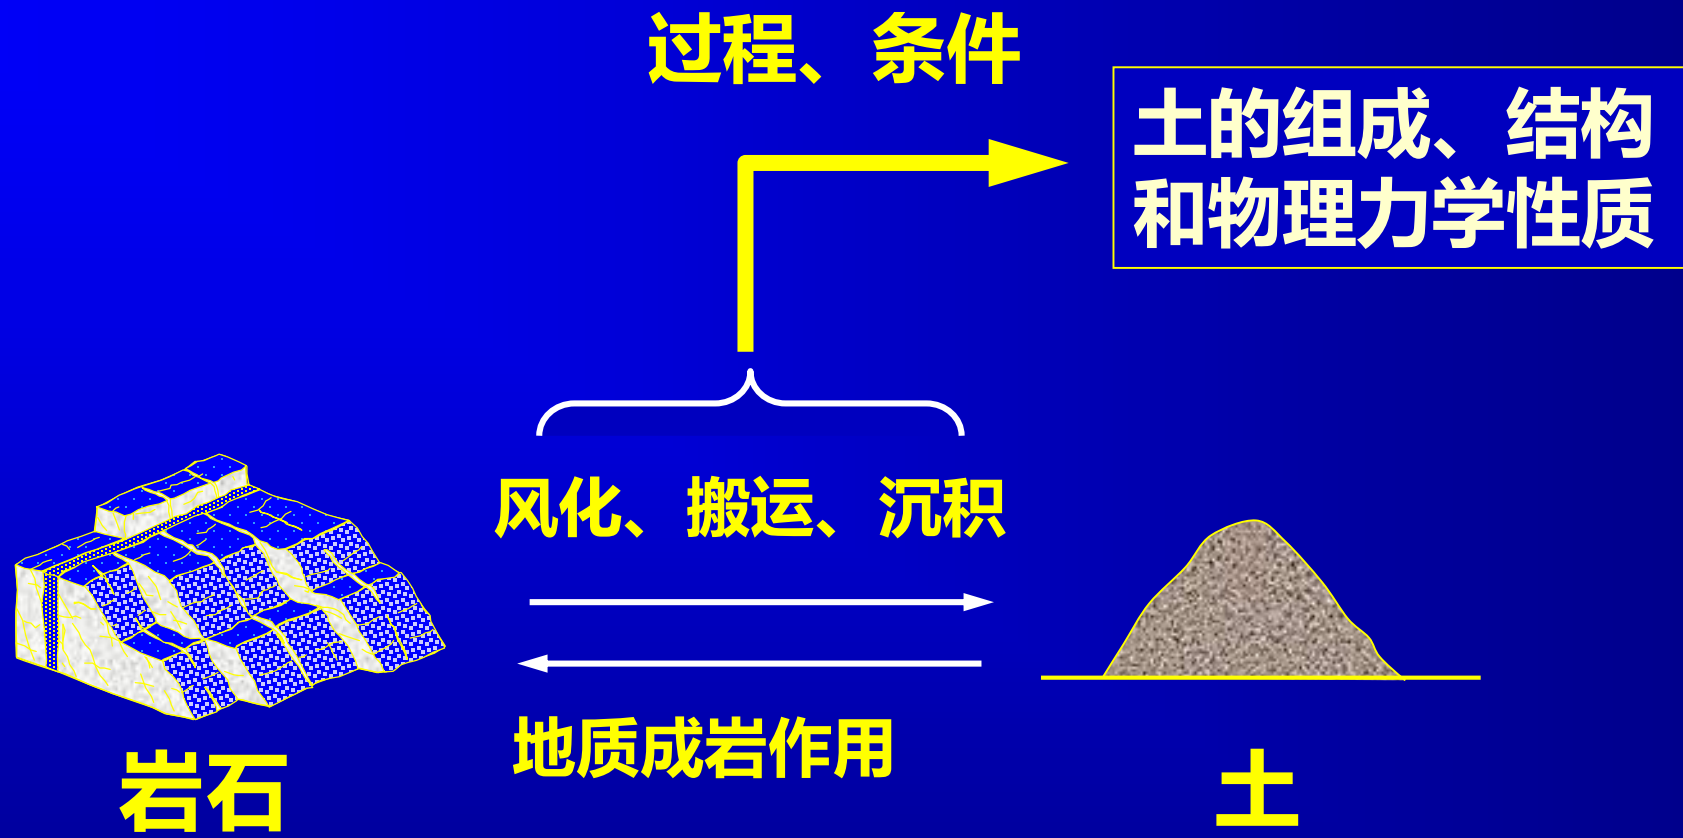 过程、条件
土的组成、结构
和物理力学性质
风化、搬运、沉积
地质成岩作用
岩石
土